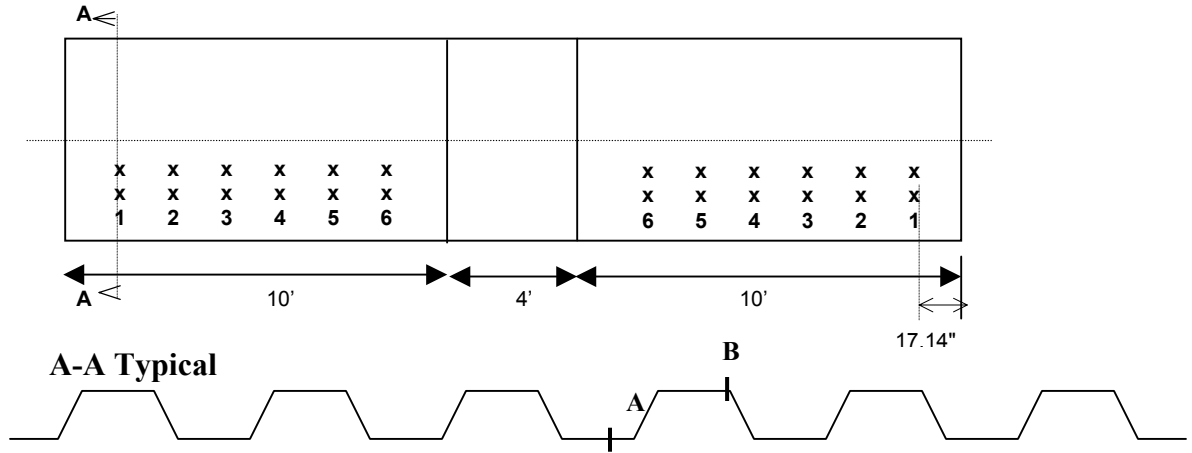 A
x x x x x x x x x x x x
x x x x x x x x x x x x
1 2 3 4 5 6 6 5 4 3 2 1
A 10’ 4’ 10’
17.14"
A-A Typical B
A